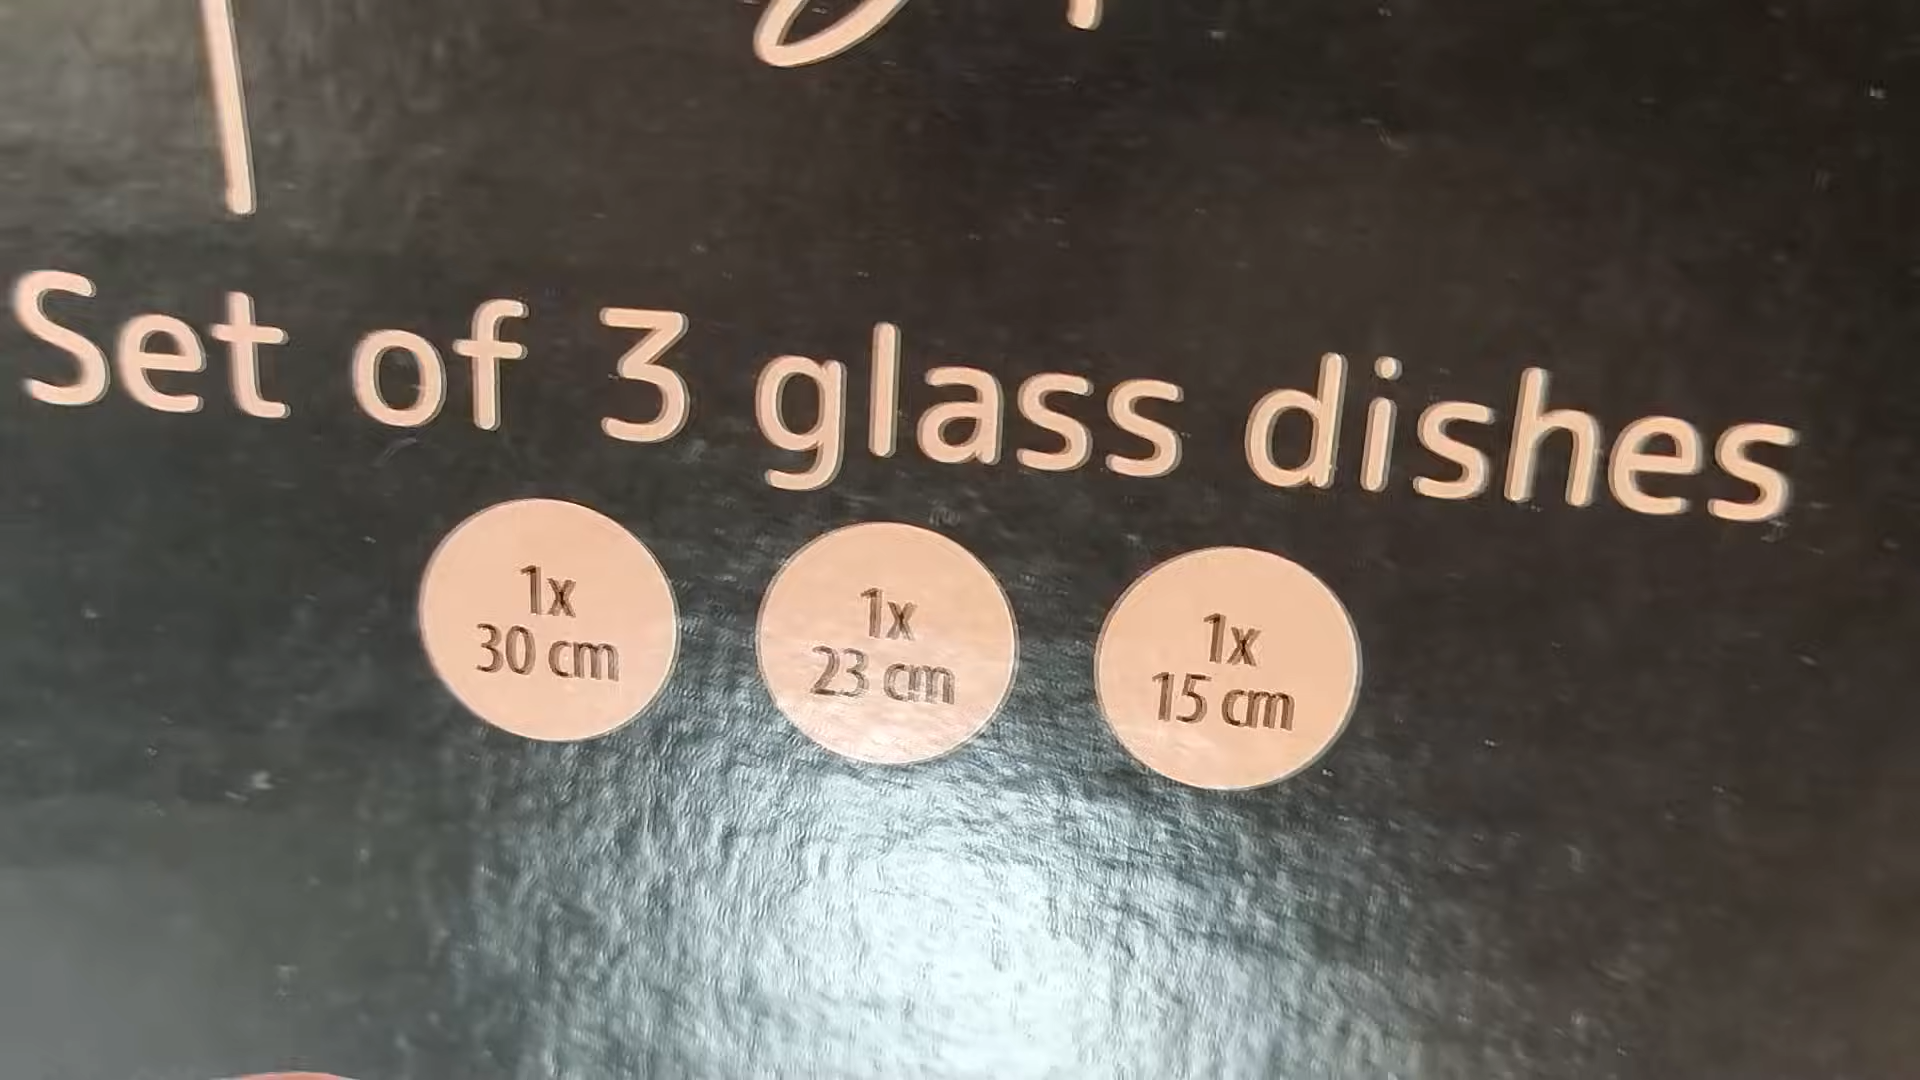 Set of 3 glass dishes
1x
30 cm
1x
23 cm
1x
15 cm